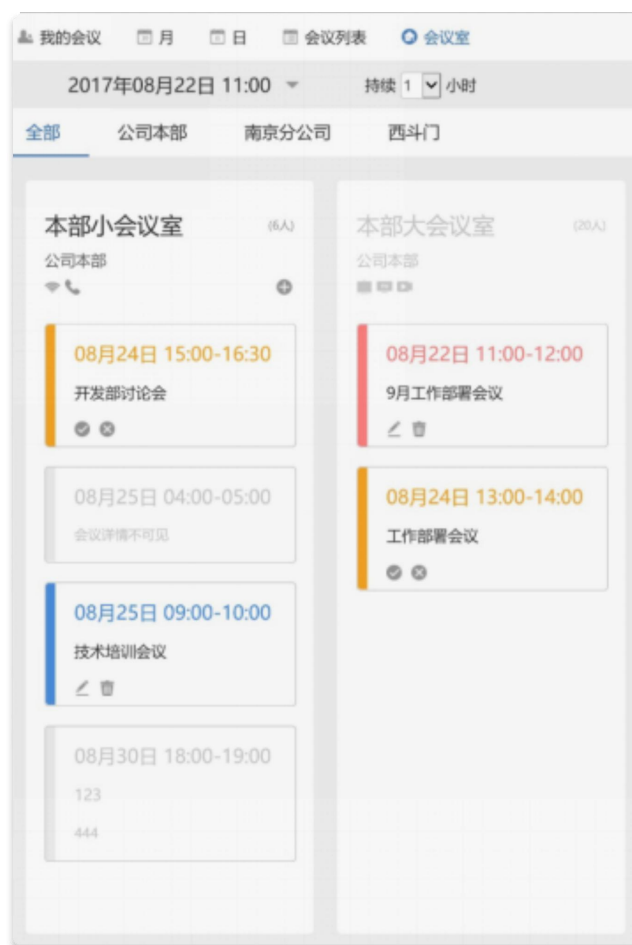 我的会议 月 日 会议列表 会议室
2017年08月22日 11:00 持续 1 小时
全部 公司本部 南京分公司 西斗门
本部小会议室 (6人)
公司本部
08月24日 15:00-16:30
开发部讨论会
08月25日 04:00-05:00
会议详情不可见
08月25日 09:00-10:00
技术培训会议
08月30日 18:00-19:00
123
444
本部大会议室 (20人)
公司本部
08月22日 11:00-12:00
9月工作部署会议
08月24日 13:00-14:00
工作部署会议